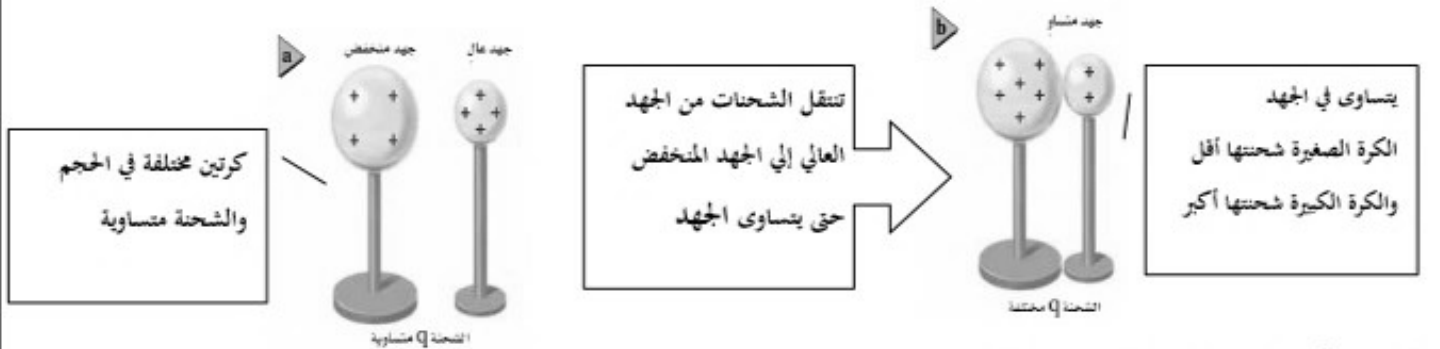 a
جهد منخفض
جهد عال
كرتين مختلفة في الحجم
والشحنة متساوية
الشحنة q متساوية
تنتقل الشحنات من الجهد
العالي إلي الجهد المنخفض
حتى يتساوى الجهد
b
جهد متساو
الشحنة q مختلفة
يتساوى في الجهد
الكرة الصغيرة شحنتها أقل
والكرة الكبيرة شحنتها أكبر